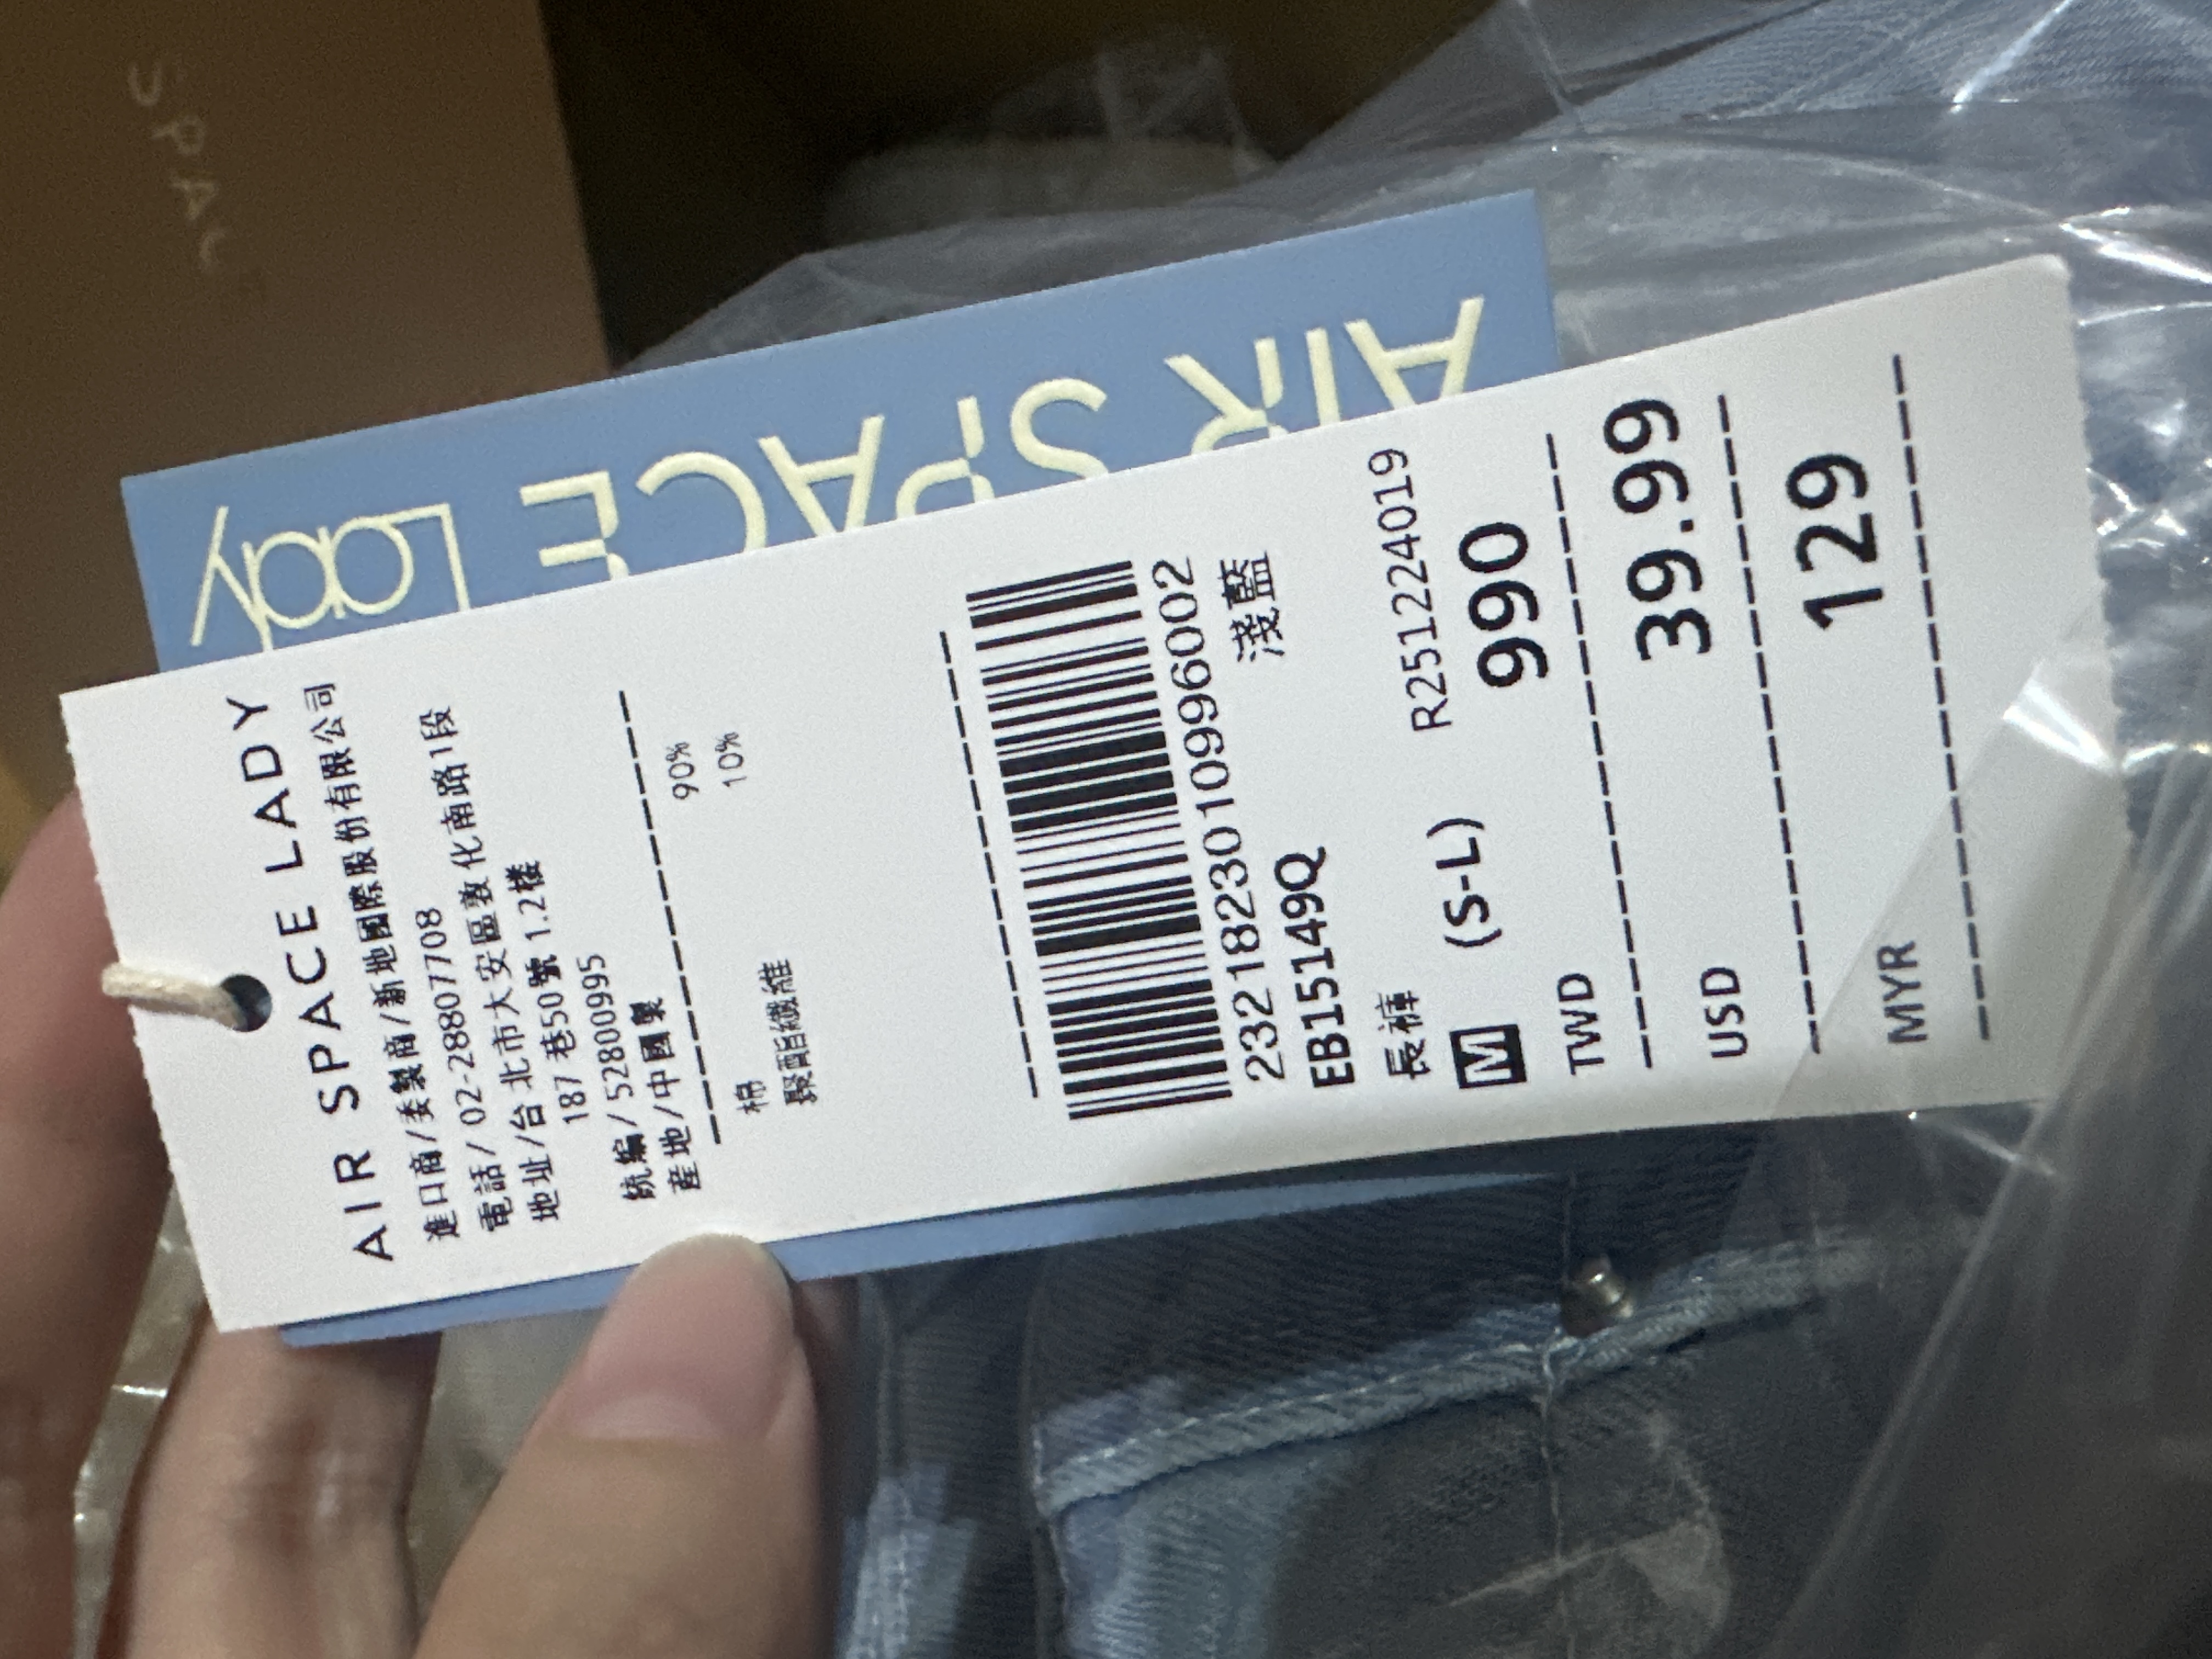 AIR SPACE
Lady
AIR SPACE LADY
進口商/委製商/新地國際股份有限公司
電話/ 02-28807708
地址/台北市大安區敦化南路1段
187巷50號 1.2樓
統編/ 52800995
産地/中國製
棉 90%
聚酯纖維 10%
2321823010996002
EB15149Q 淺藍
長褲
M (S-L) R251224019
TWD 990
USD 39.99
MYR 129